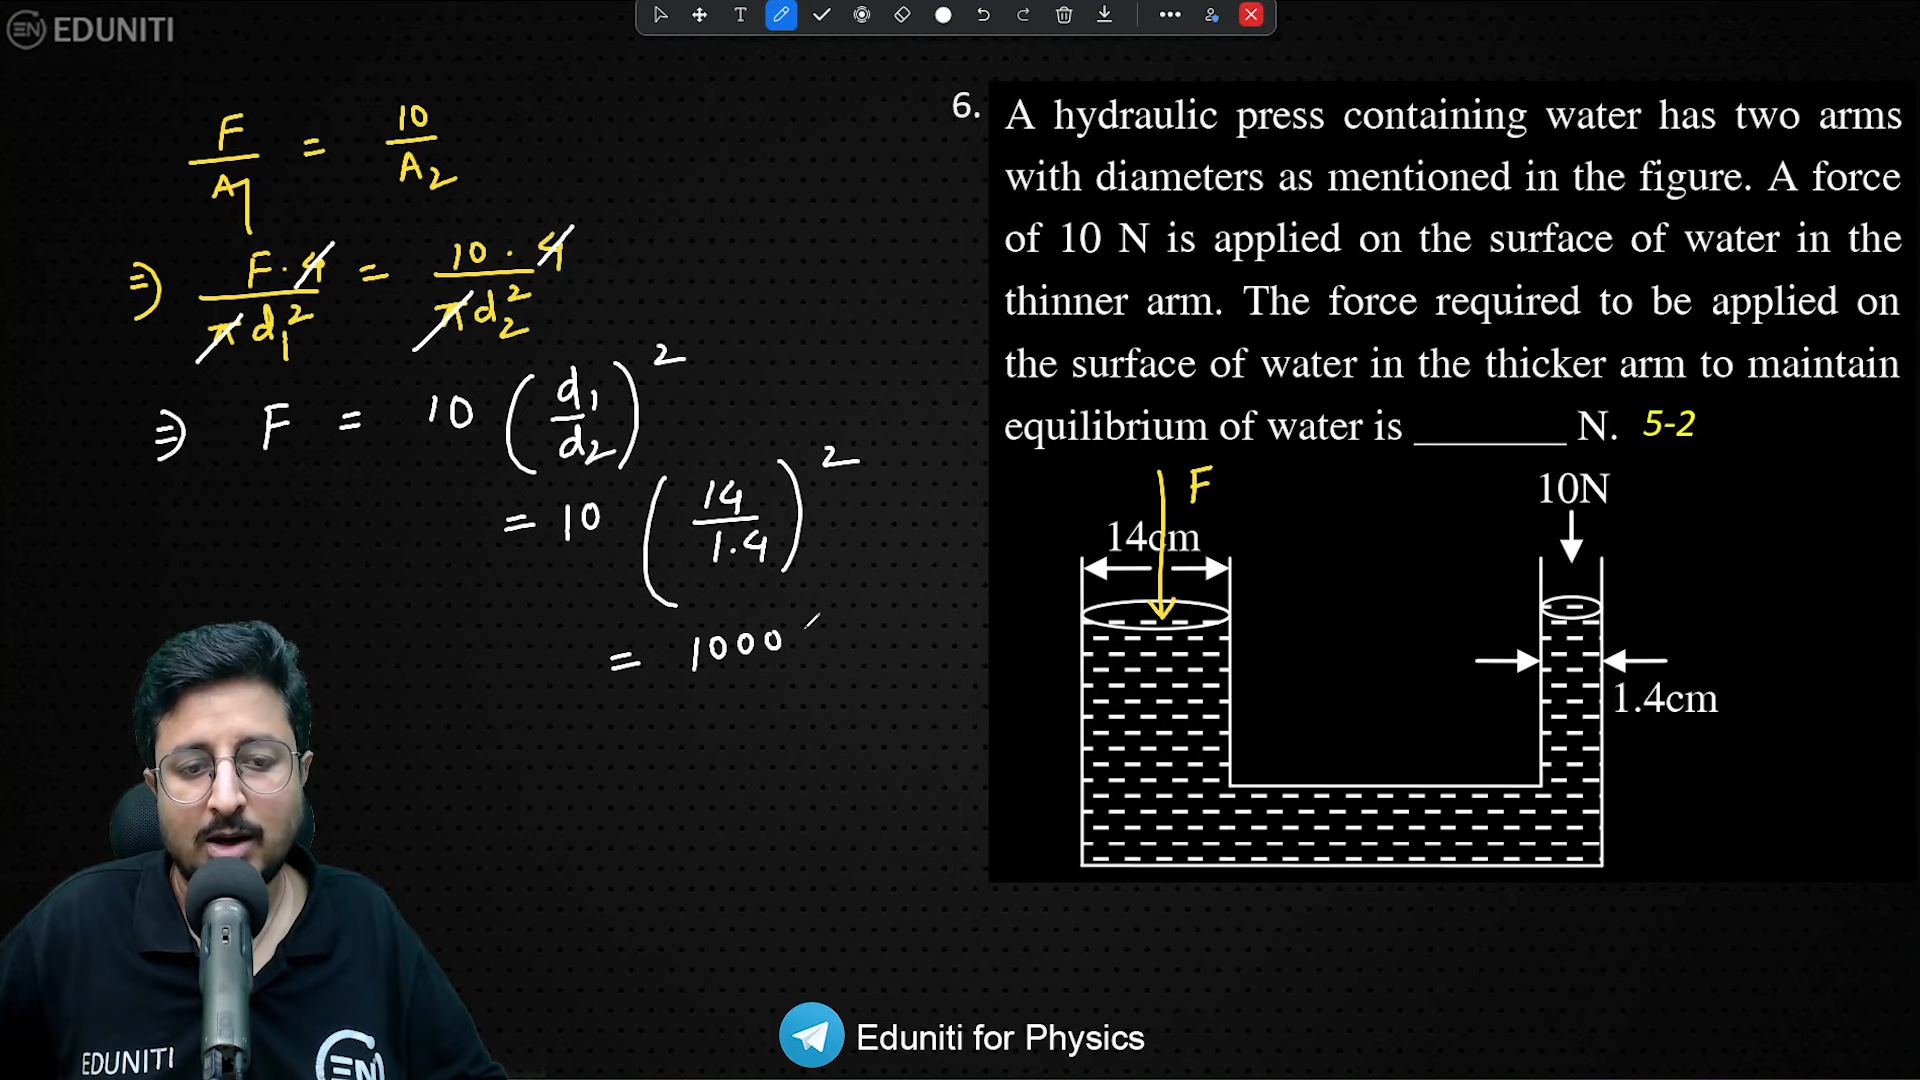 EDUNITI
T
F/A1 = 10/A2
⇒ F·4/πd1² = 10·4/πd2²
⇒ F = 10 (d1/d2)²
= 10 (14/1.4)²
= 1000
6.
A hydraulic press containing water has two arms
with diameters as mentioned in the figure. A force
of 10 N is applied on the surface of water in the
thinner arm. The force required to be applied on
the surface of water in the thicker arm to maintain
equilibrium of water is _______ N. 5-2
F
10N
14cm
1.4cm
EDUNITI
EN
Eduniti for Physics